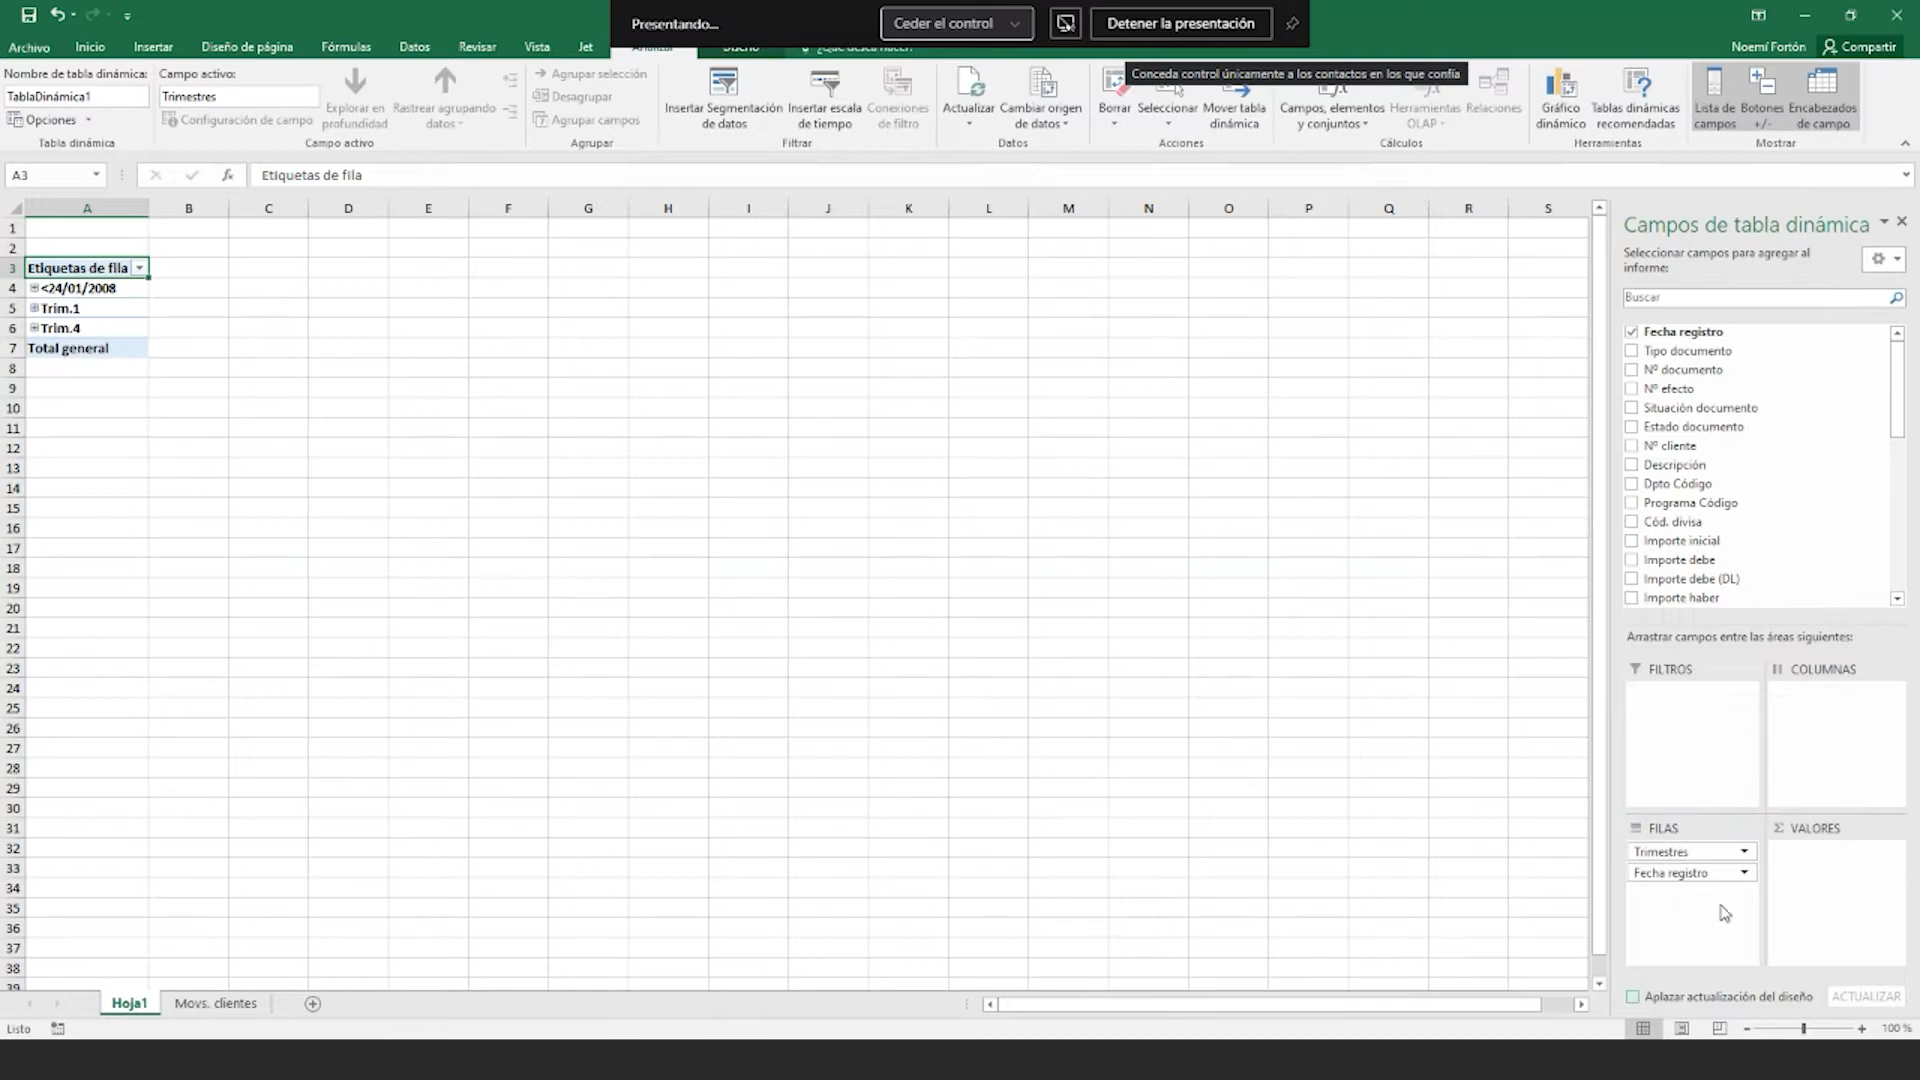 Presentando...
Ceder el control
Detener la presentación
Archivo
Inicio
Insertar
Diseño de página
Fórmulas
Datos
Revisar
Vista
Jet
Analizar
Diseño
¿Qué desea hacer?
Noemí Fortón
Compartir
Conceda control únicamente a los contactos en los que confía
Nombre de tabla dinámica:
TablaDinámica1
Opciones
Tabla dinámica
Campo activo:
Trimestres
Configuración de campo
Explorar en
profundidad
Rastrear agrupando
datos
Campo activo
Agrupar selección
Desagrupar
Agrupar campos
Agrupar
Insertar Segmentación
de datos
Insertar escala
de tiempo
Conexiones
de filtro
Filtrar
Actualizar
Cambiar origen
de datos
Datos
Borrar
Seleccionar
Mover tabla
dinámica
Acciones
Campos, elementos
y conjuntos
Herramientas
OLAP
Relaciones
Cálculos
Gráfico
dinámico
Tablas dinámicas
recomendadas
Herramientas
Lista de
campos
Botones
+/-
Encabezados
de campo
Mostrar
A3
fx
Etiquetas de fila
A B C D E F G H I J K L M N O P Q R S
1
2
3 Etiquetas de fila
4 <24/01/2008
5 Trim.1
6 Trim.4
7 Total general
8
9
10
11
12
13
14
15
16
17
18
19
20
21
22
23
24
25
26
27
28
29
30
31
32
33
34
35
36
37
38
39
Campos de tabla dinámica
Seleccionar campos para agregar al
informe:
Buscar
Fecha registro
Tipo documento
Nº documento
Nº efecto
Situación documento
Estado documento
Nº cliente
Descripción
Dpto Código
Programa Código
Cód. divisa
Importe inicial
Importe debe
Importe debe (DL)
Importe haber
Arrastrar campos entre las áreas siguientes:
FILTROS
COLUMNAS
FILAS
Σ VALORES
Trimestres
Fecha registro
Aplazar actualización del diseño
ACTUALIZAR
Hoja1
Movs. clientes
Listo
100 %